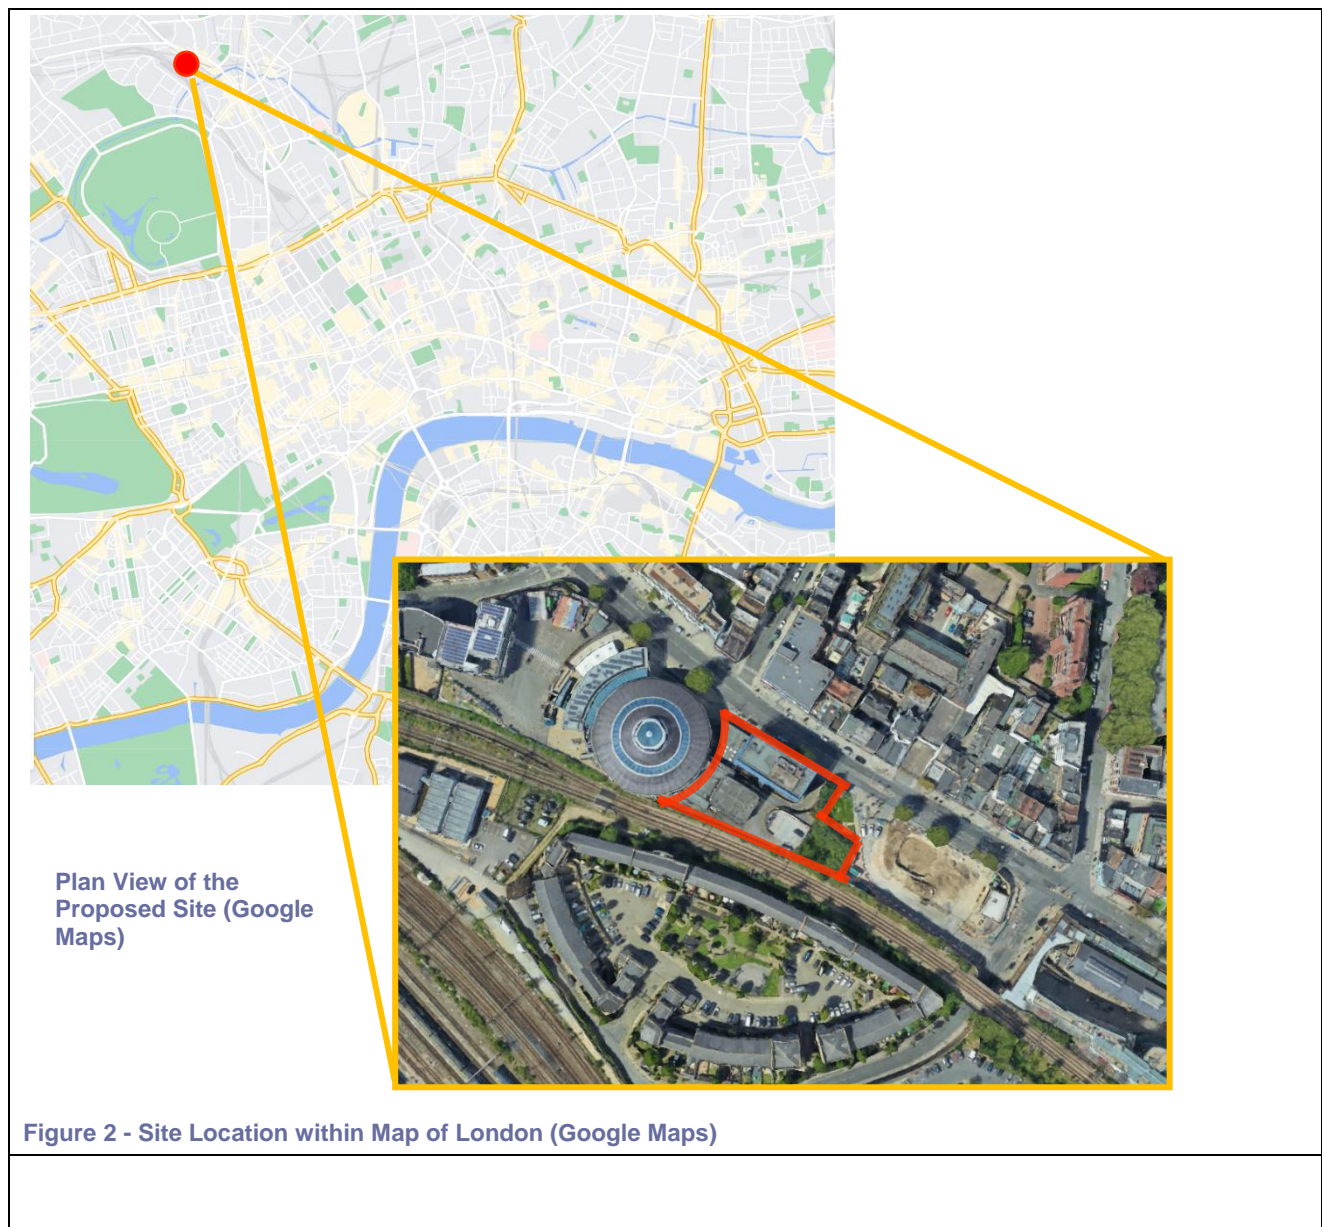 Plan View of the
Proposed Site (Google
Maps)
Figure 2 - Site Location within Map of London (Google Maps)